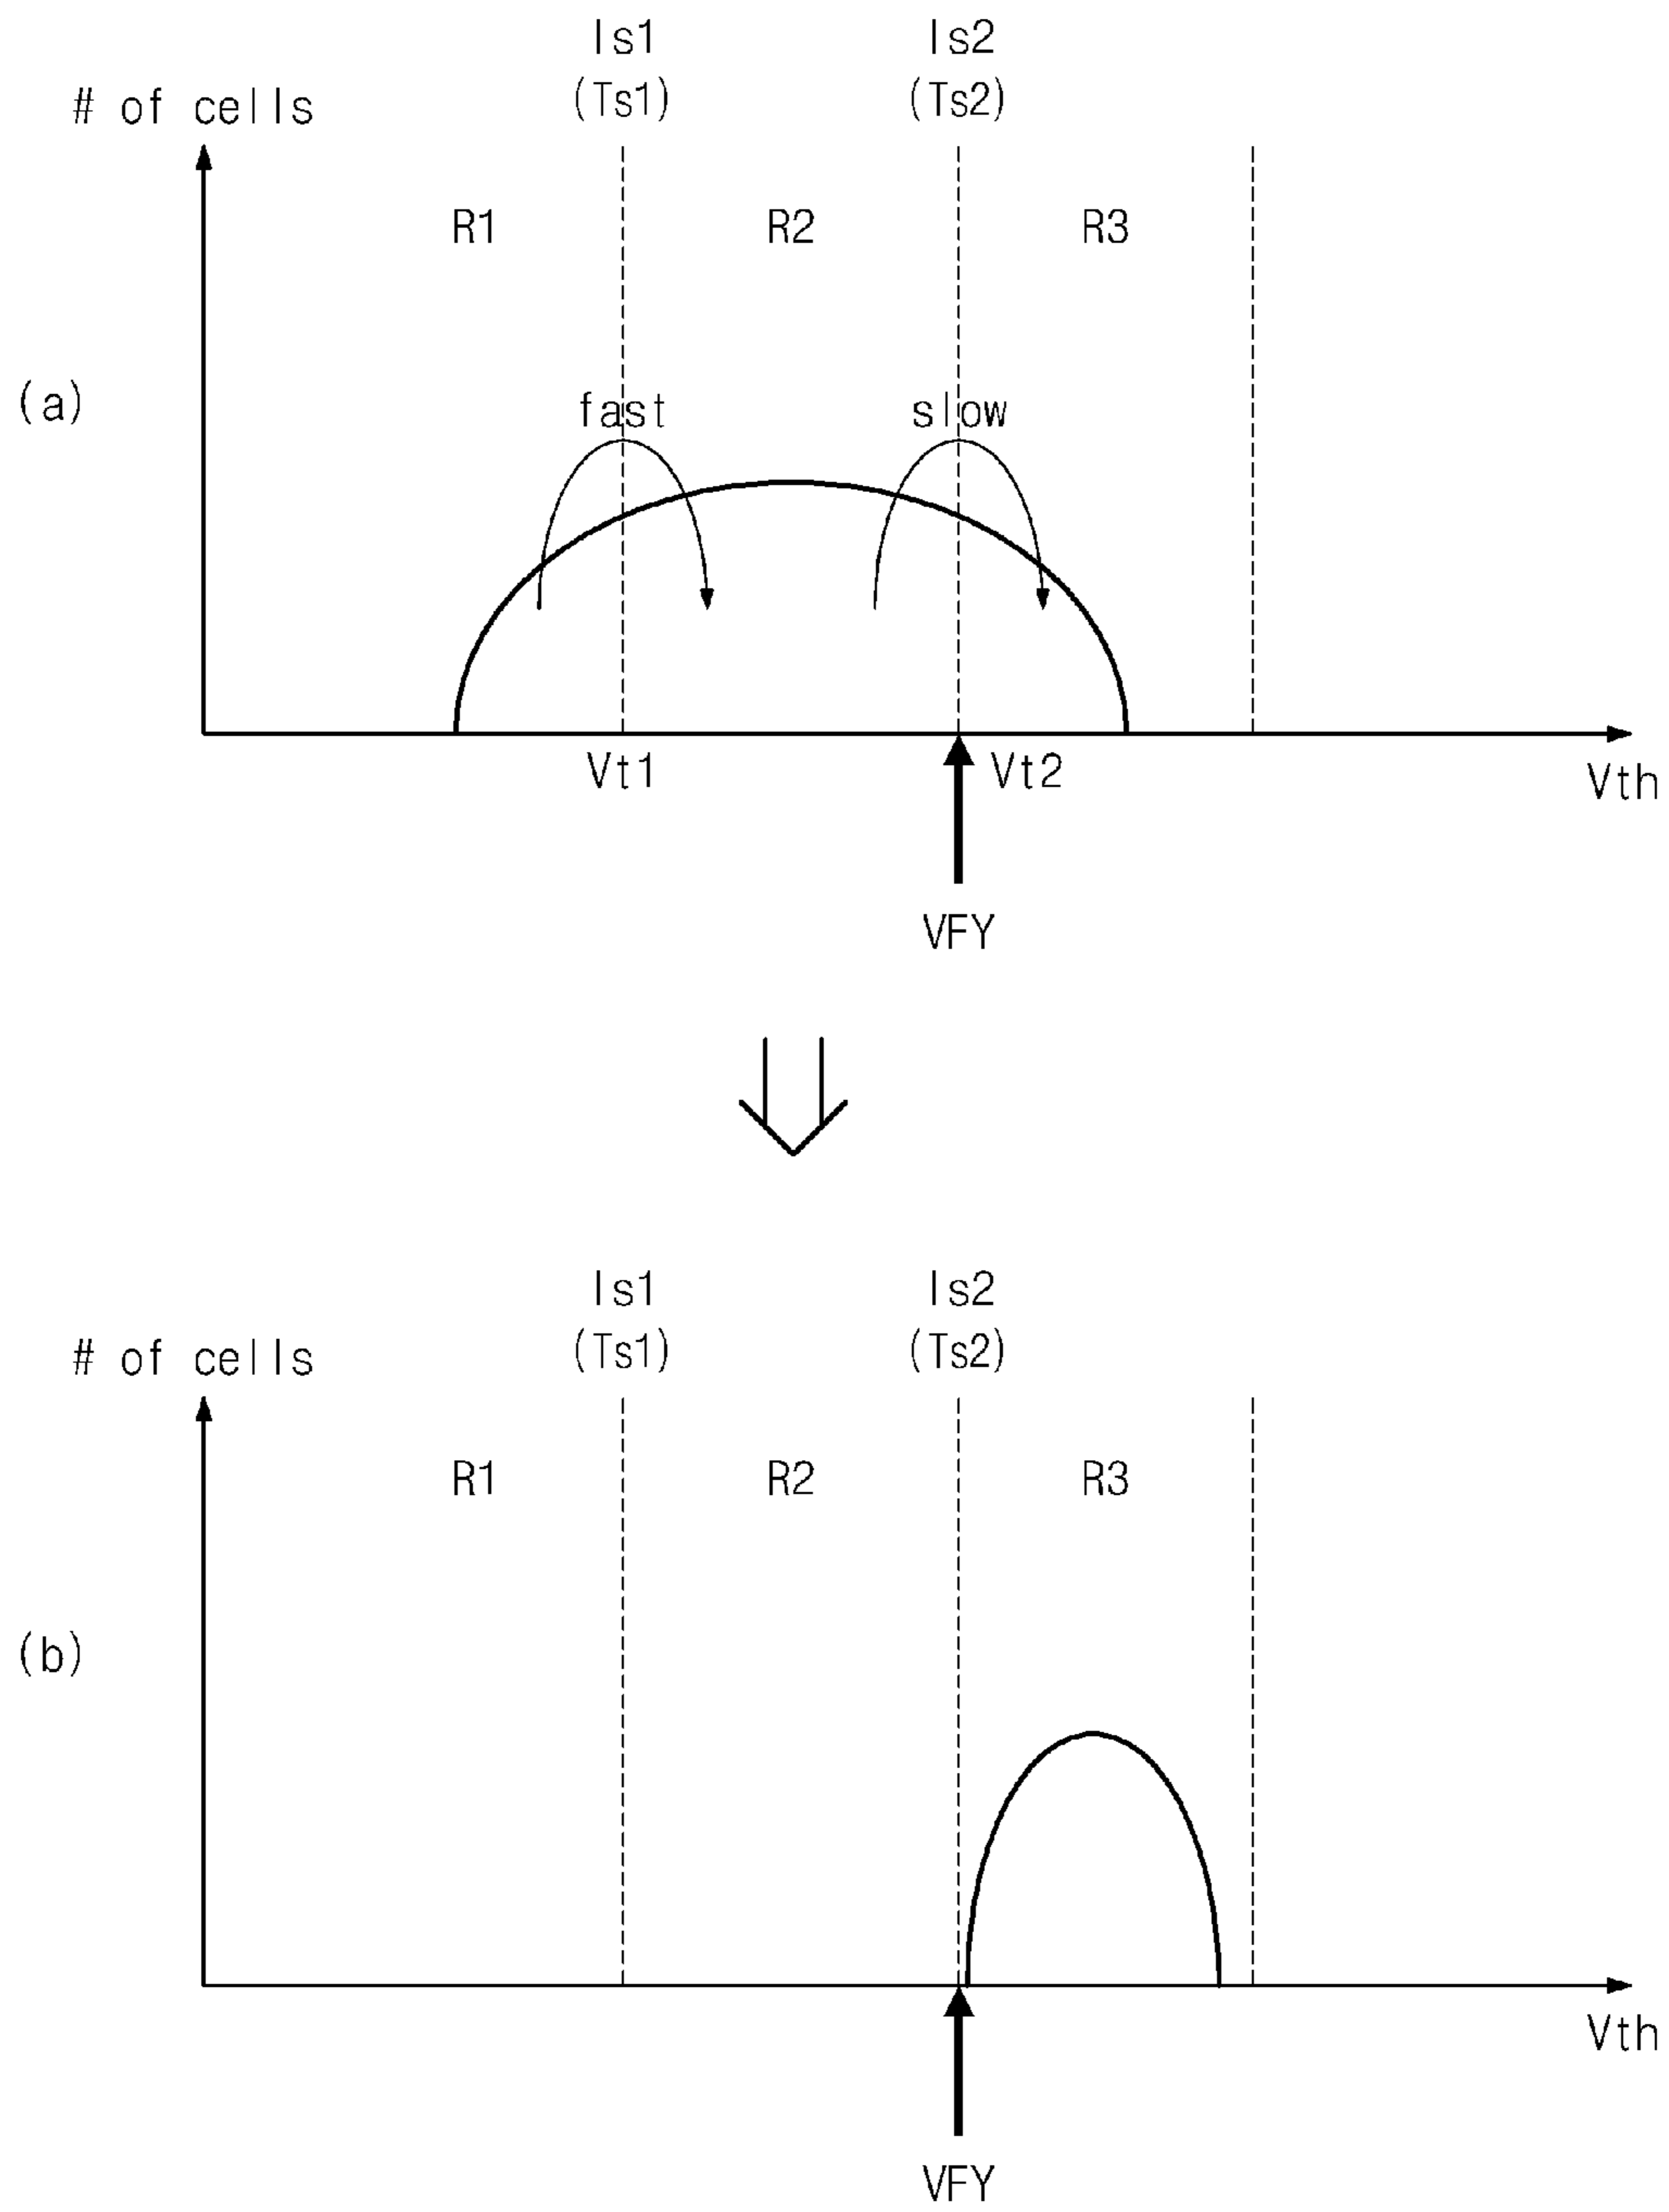 Is1 Is2
(Ts1) (Ts2)
# of cells
R1 R2 R3
(a)
fast slow
Vt1 Vt2
Vth
VFY
Is1 Is2
(Ts1) (Ts2)
# of cells
R1 R2 R3
(b)
Vth
VFY